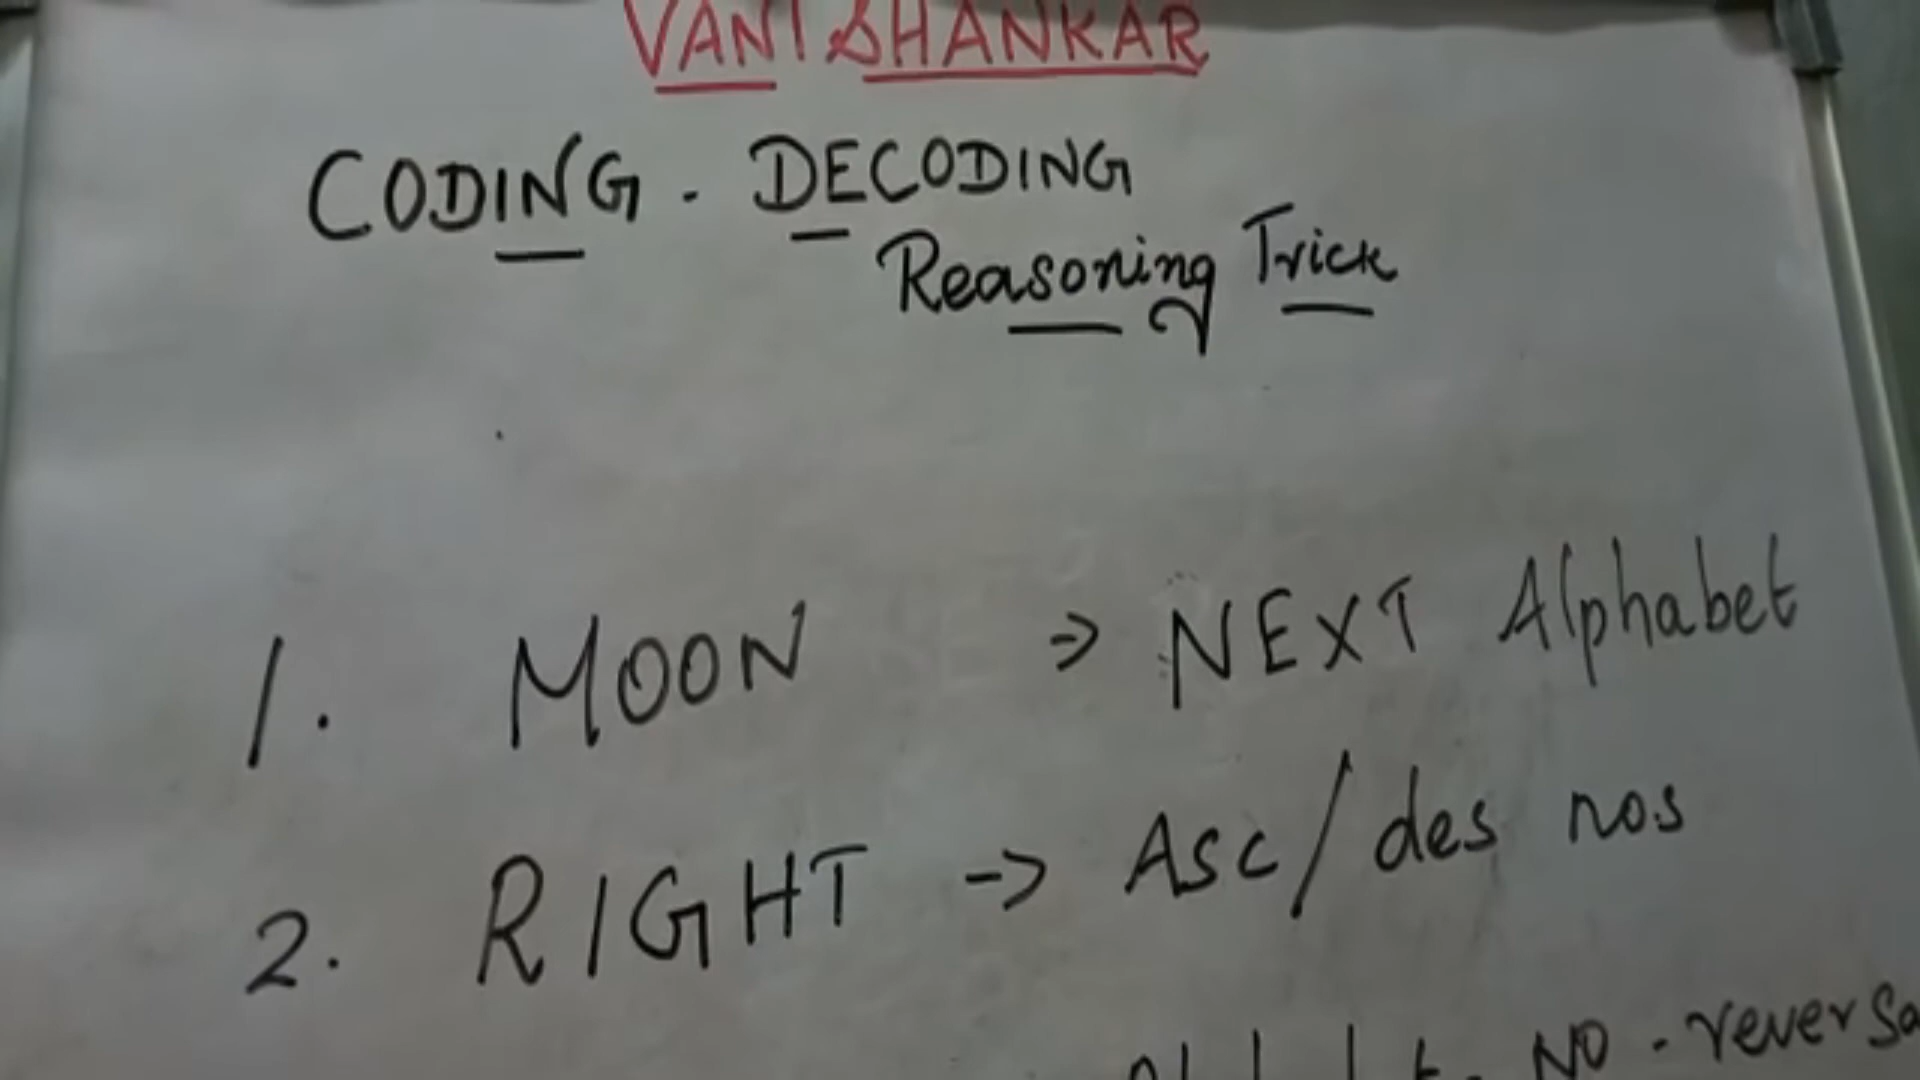 VANI SHANKAR
CODING - DECODING
Reasoning Trick
1. MOON => NEXT Alphabet
2. RIGHT -> Asc/des nos
NO - reversa